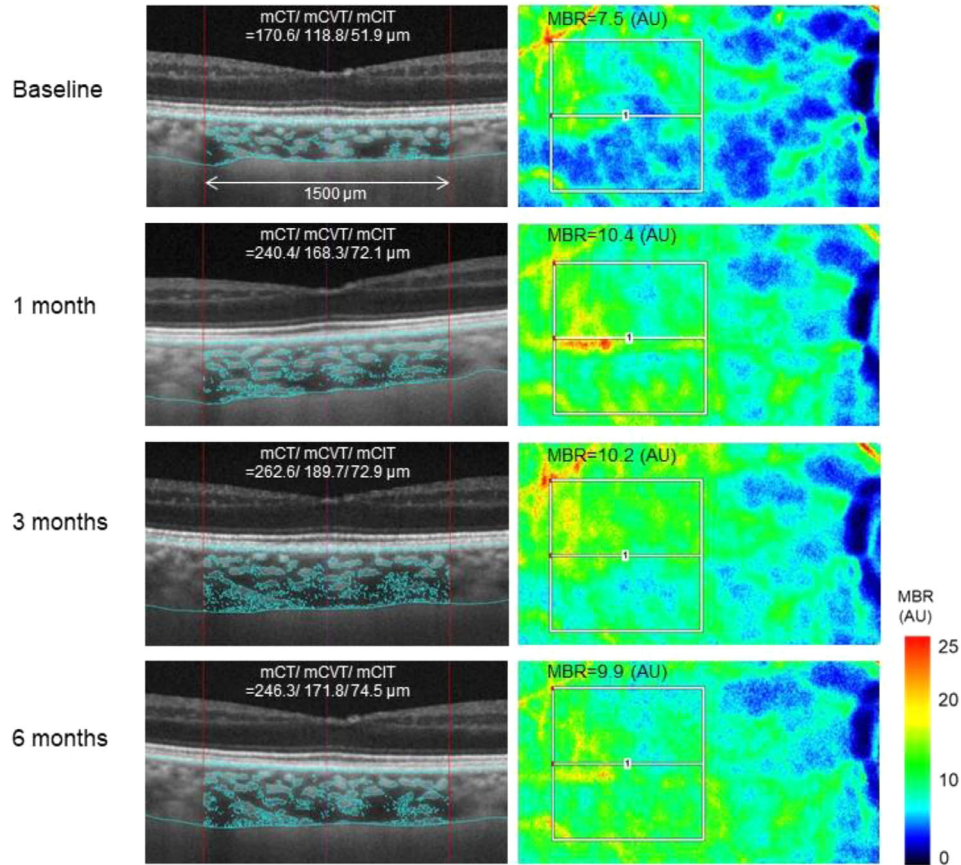 Baseline
mCT/ mCVT/ mCIT
=170.6/ 118.8/51.9 µm
1500 µm
MBR=7.5 (AU)
1
1 month
mCT/ mCVT/ mCIT
=240.4/ 168.3/72.1 µm
MBR=10.4 (AU)
1
3 months
mCT/ mCVT/ mCIT
=262.6/ 189.7/72.9 µm
MBR=10.2 (AU)
1
6 months
mCT/ mCVT/ mCIT
=246.3/ 171.8/74.5 µm
MBR=9.9 (AU)
1
MBR
(AU)
25
20
10
0